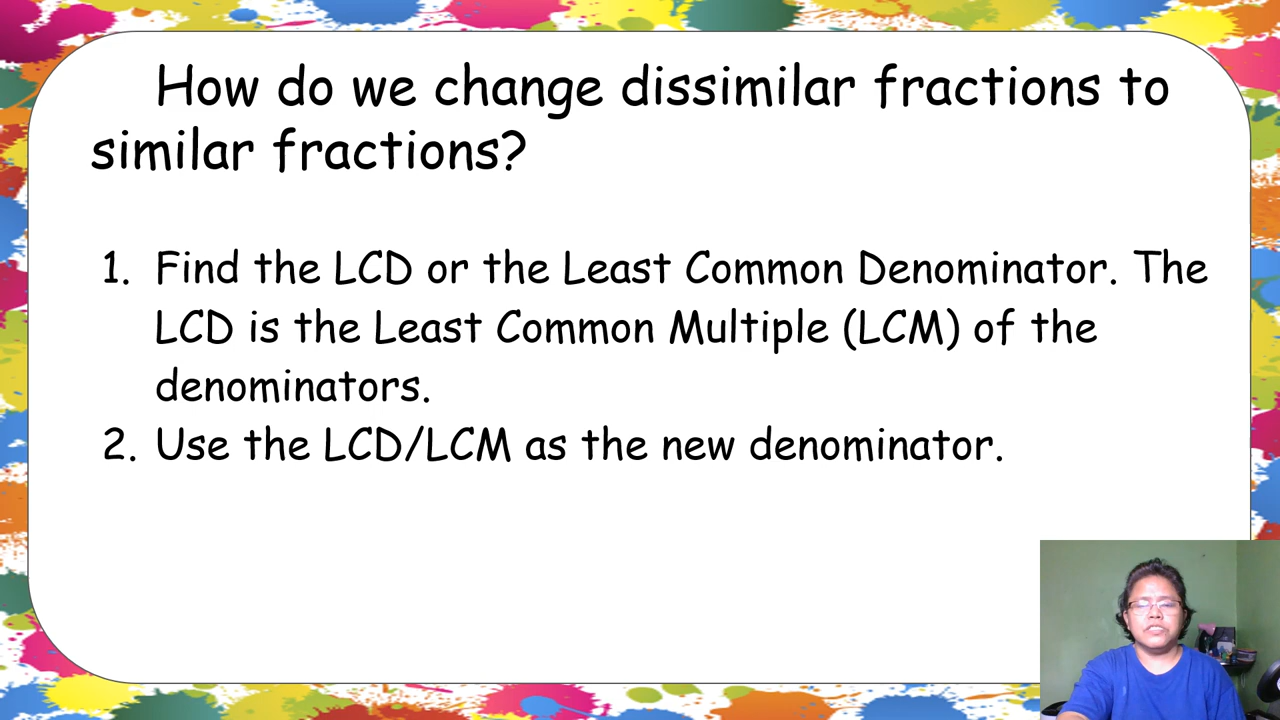 How do we change dissimilar fractions to
similar fractions?
1. Find the LCD or the Least Common Denominator. The
LCD is the Least Common Multiple (LCM) of the
denominators.
2. Use the LCD/LCM as the new denominator.